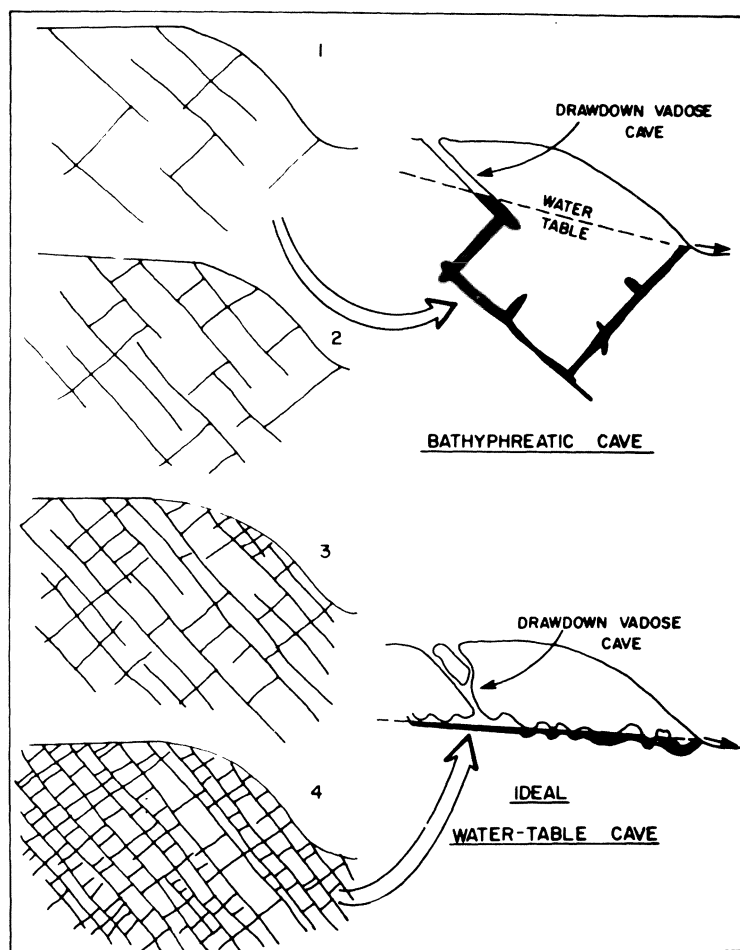 1
DRAWDOWN VADOSE
CAVE
WATER
TABLE
2
BATHYPHREATIC CAVE
3
DRAWDOWN VADOSE
CAVE
4
IDEAL
WATER-TABLE CAVE